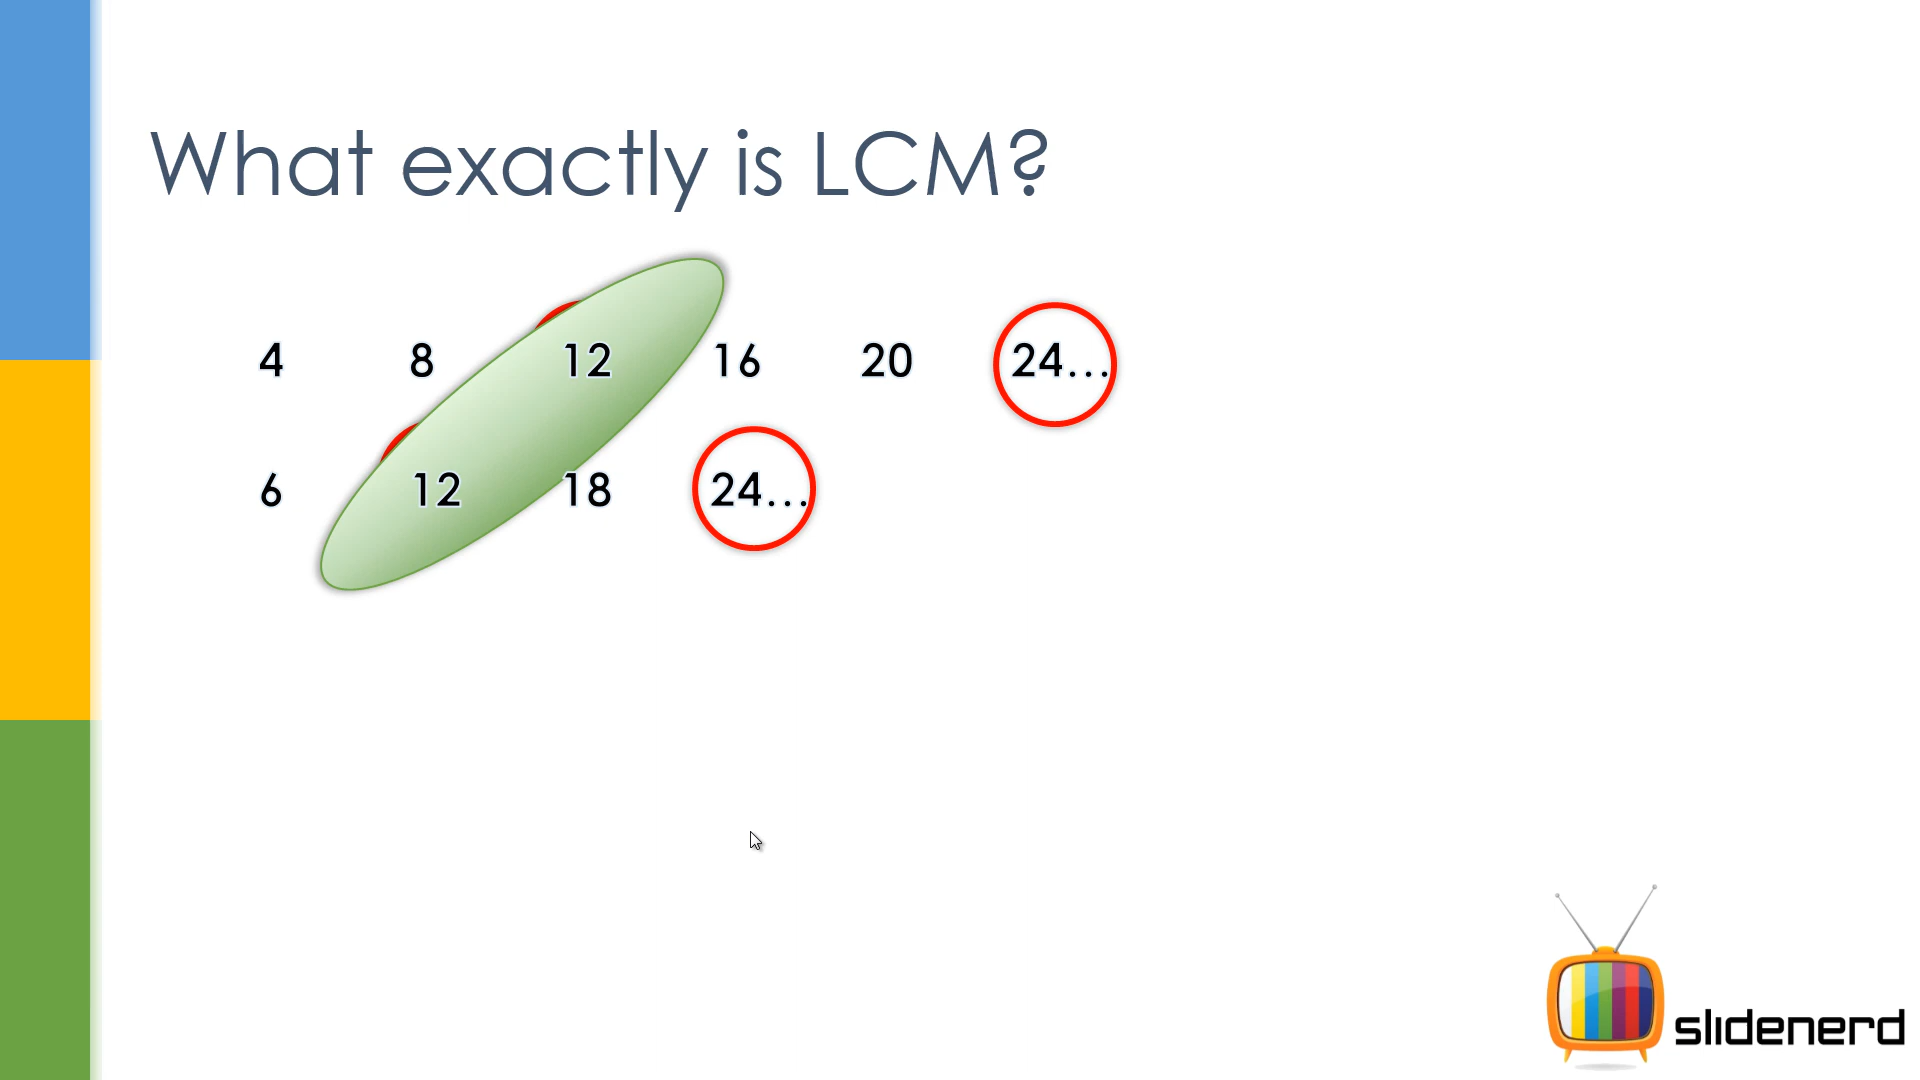 What exactly is LCM?
4 8 12 16 20 24...
6 12 18 24...
slidenerd